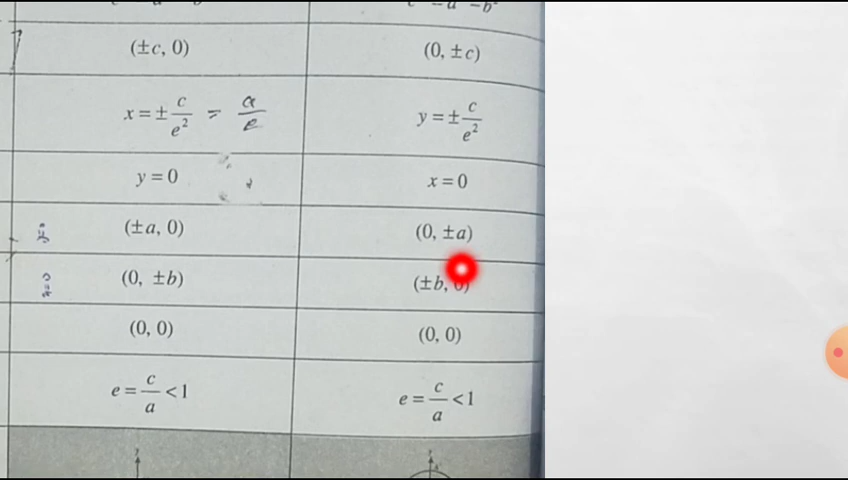 (±c, 0) (0, ±c)
x = ± c/e² = a/e y = ± c/e²
y = 0 x = 0
(±a, 0) (0, ±a)
(0, ±b) (±b, 0)
(0, 0) (0, 0)
e = c/a < 1 e = c/a < 1